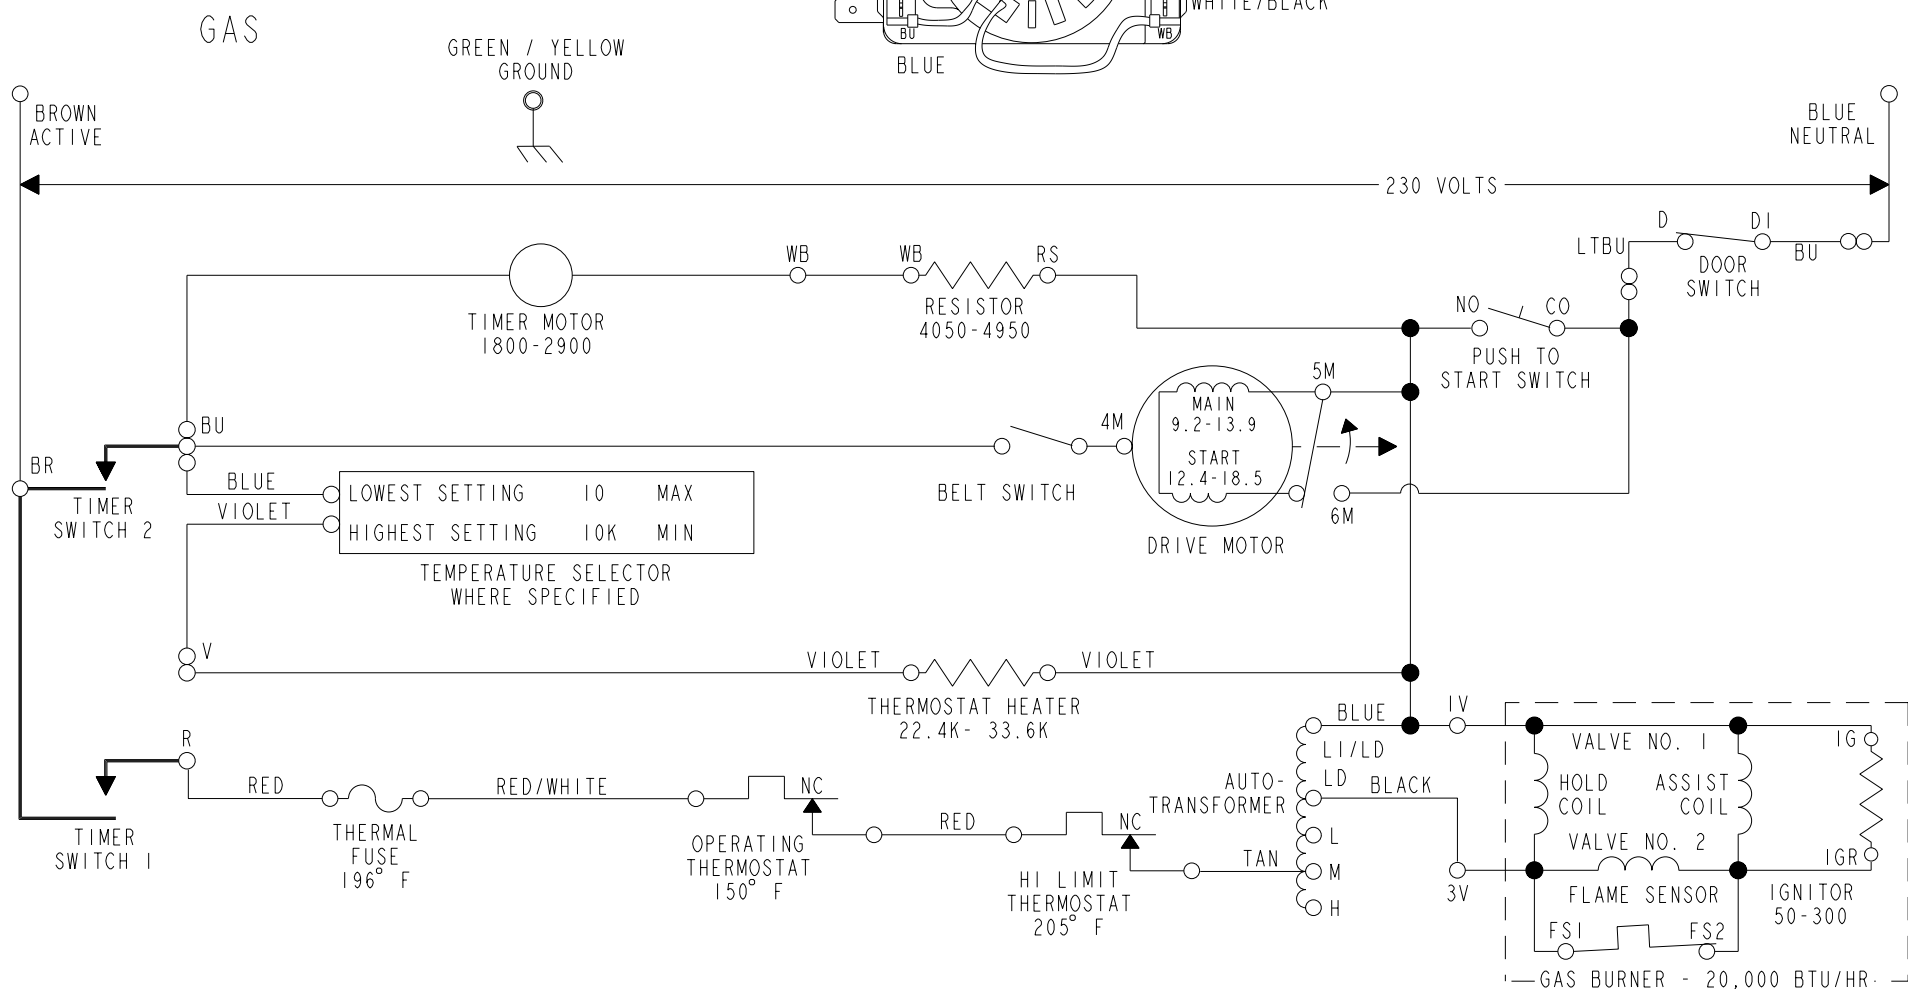 WHITE/BLACK
GAS
BU
WB
BLUE
GREEN / YELLOW
GROUND
BROWN
ACTIVE
BLUE
NEUTRAL
230 VOLTS
D
D1
LTBU
BU
DOOR
SWITCH
WB
WB
RS
RESISTOR
4050-4950
TIMER MOTOR
1800-2900
NO
CO
PUSH TO
START SWITCH
5M
MAIN
9.2-13.9
START
12.4-18.5
4M
6M
DRIVE MOTOR
BELT SWITCH
BU
BR
TIMER
SWITCH 2
BLUE
VIOLET
LOWEST SETTING 10 MAX
HIGHEST SETTING 10K MIN
TEMPERATURE SELECTOR
WHERE SPECIFIED
V
VIOLET
VIOLET
THERMOSTAT HEATER
22.4K- 33.6K
R
TIMER
SWITCH 1
RED
THERMAL
FUSE
196° F
RED/WHITE
NC
OPERATING
THERMOSTAT
150° F
RED
NC
HI LIMIT
THERMOSTAT
205° F
TAN
AUTO-
TRANSFORMER
BLUE
L1/LD
LD
BLACK
L
M
H
1V
3V
VALVE NO. 1
HOLD
COIL
ASSIST
COIL
VALVE NO. 2
FLAME SENSOR
FS1
FS2
IG
IGR
IGNITOR
50-300
GAS BURNER - 20,000 BTU/HR.